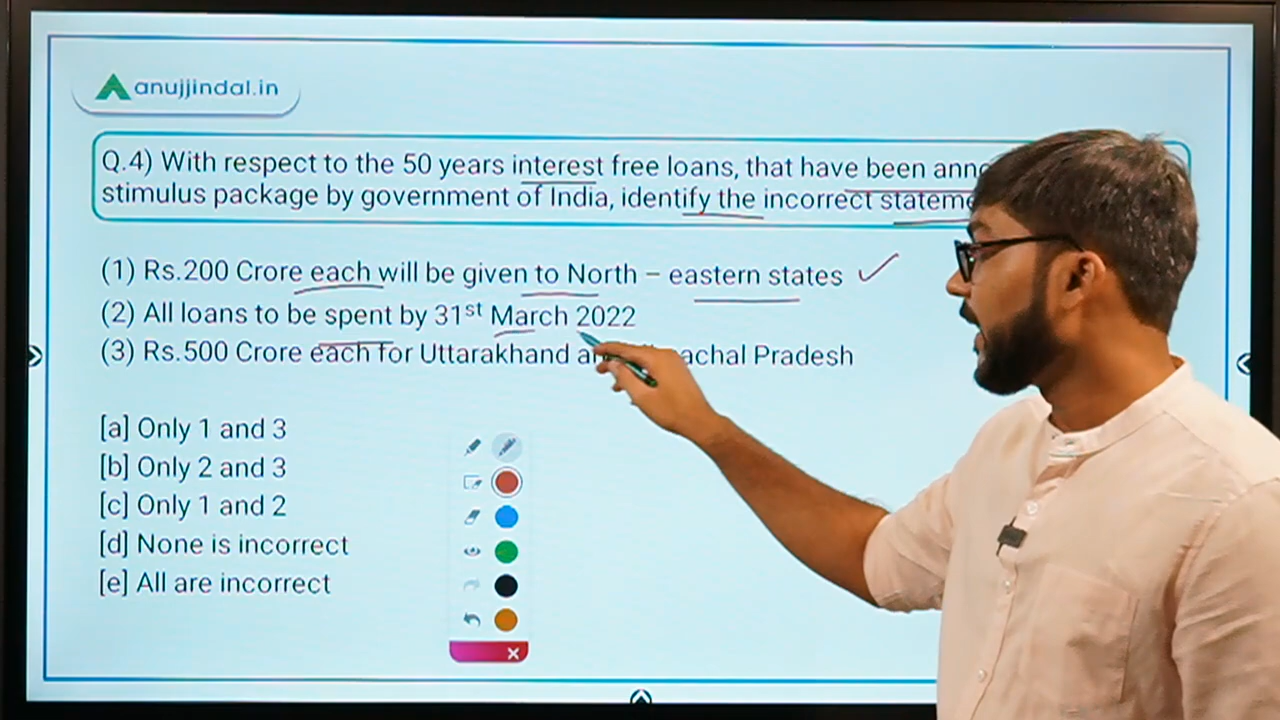 anujjindal.in
Q.4) With respect to the 50 years interest free loans, that have been
stimulus package by government of India, identify the incorrect
(1) Rs.200 Crore each will be given to North – eastern states
(2) All loans to be spent by 31st March 2022
(3) Rs.500 Crore each for Uttarakhand Pradesh
[a] Only 1 and 3
[b] Only 2 and 3
[c] Only 1 and 2
[d] None is incorrect
[e] All are incorrect